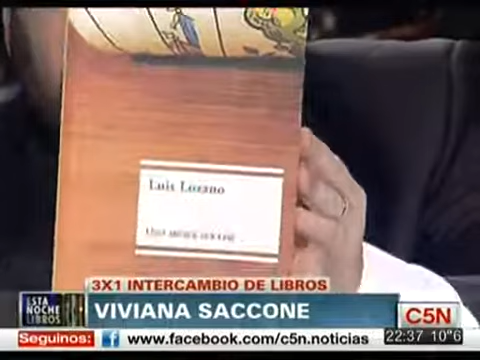 Luis Lozano
3X1 INTERCAMBIO DE LIBROS
ESTA
NOCHE
LIBROS
VIVIANA SACCONE
C5N
Seguinos: f www.facebook.com/c5n.noticias
22:37 10°6